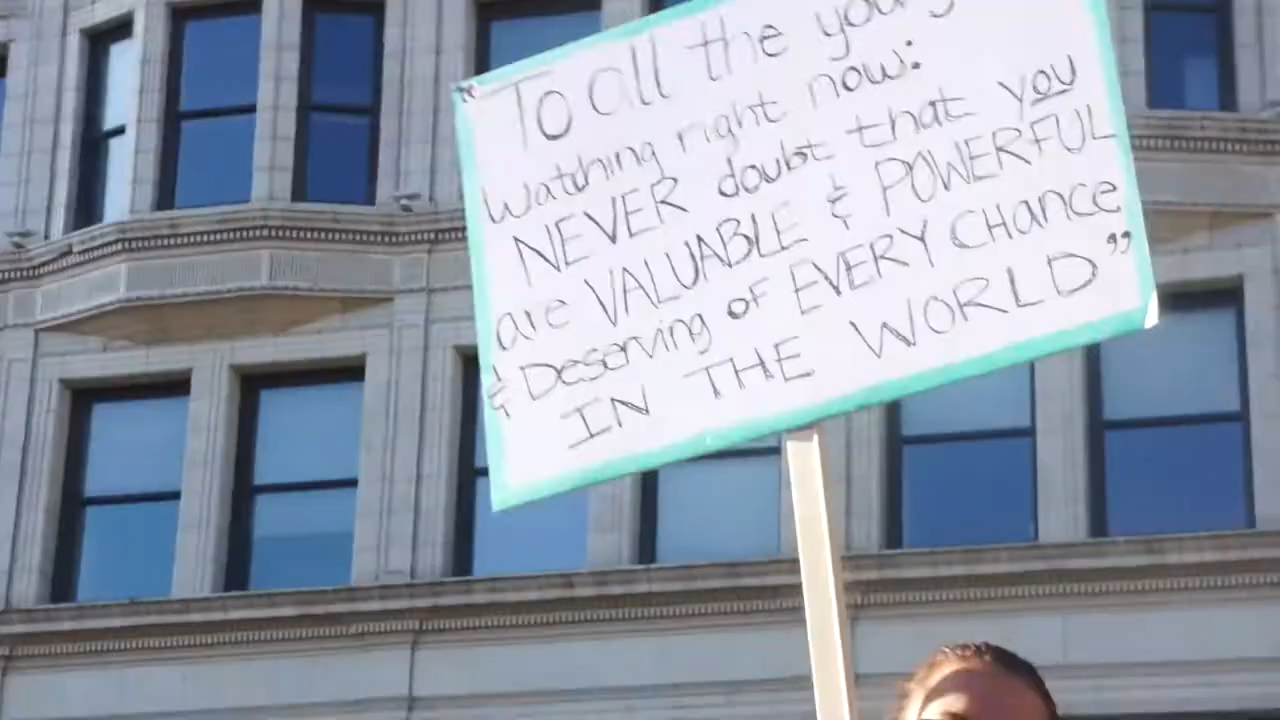 "To all the young
watching right now:
NEVER doubt that you
are VALUABLE & POWERFUL
& Deserving of EVERY CHANCE
IN THE WORLD"